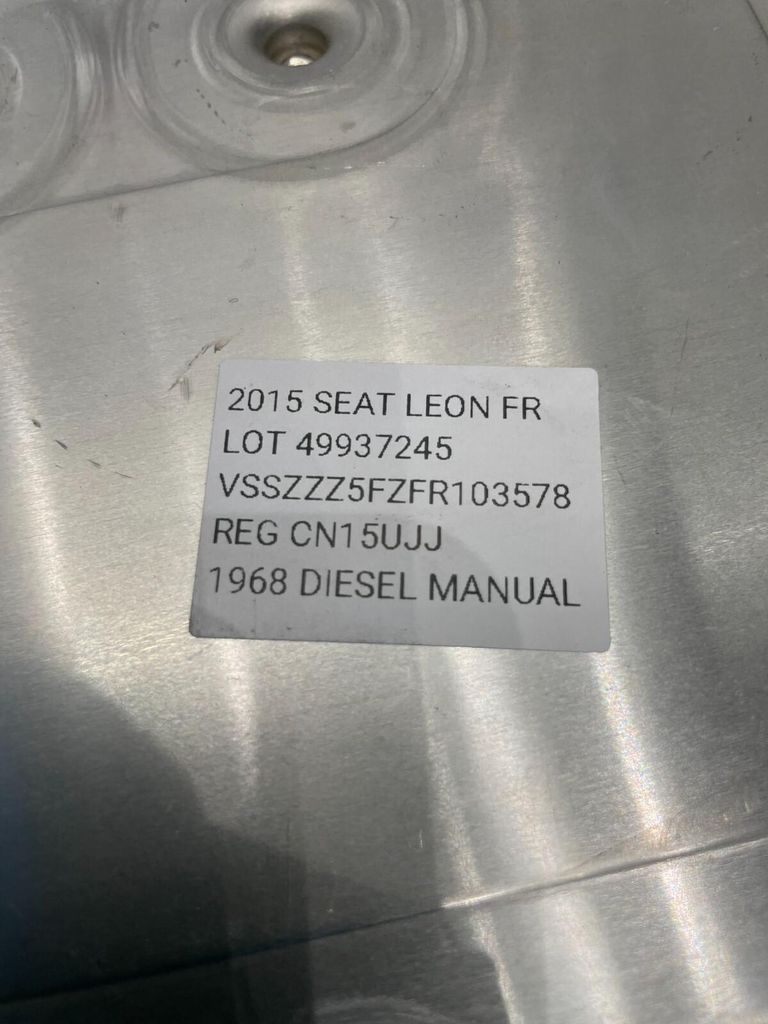 2015 SEAT LEON FR
LOT 49937245
VSSZZZ5FZFR103578
REG CN15UJJ
1968 DIESEL MANUAL